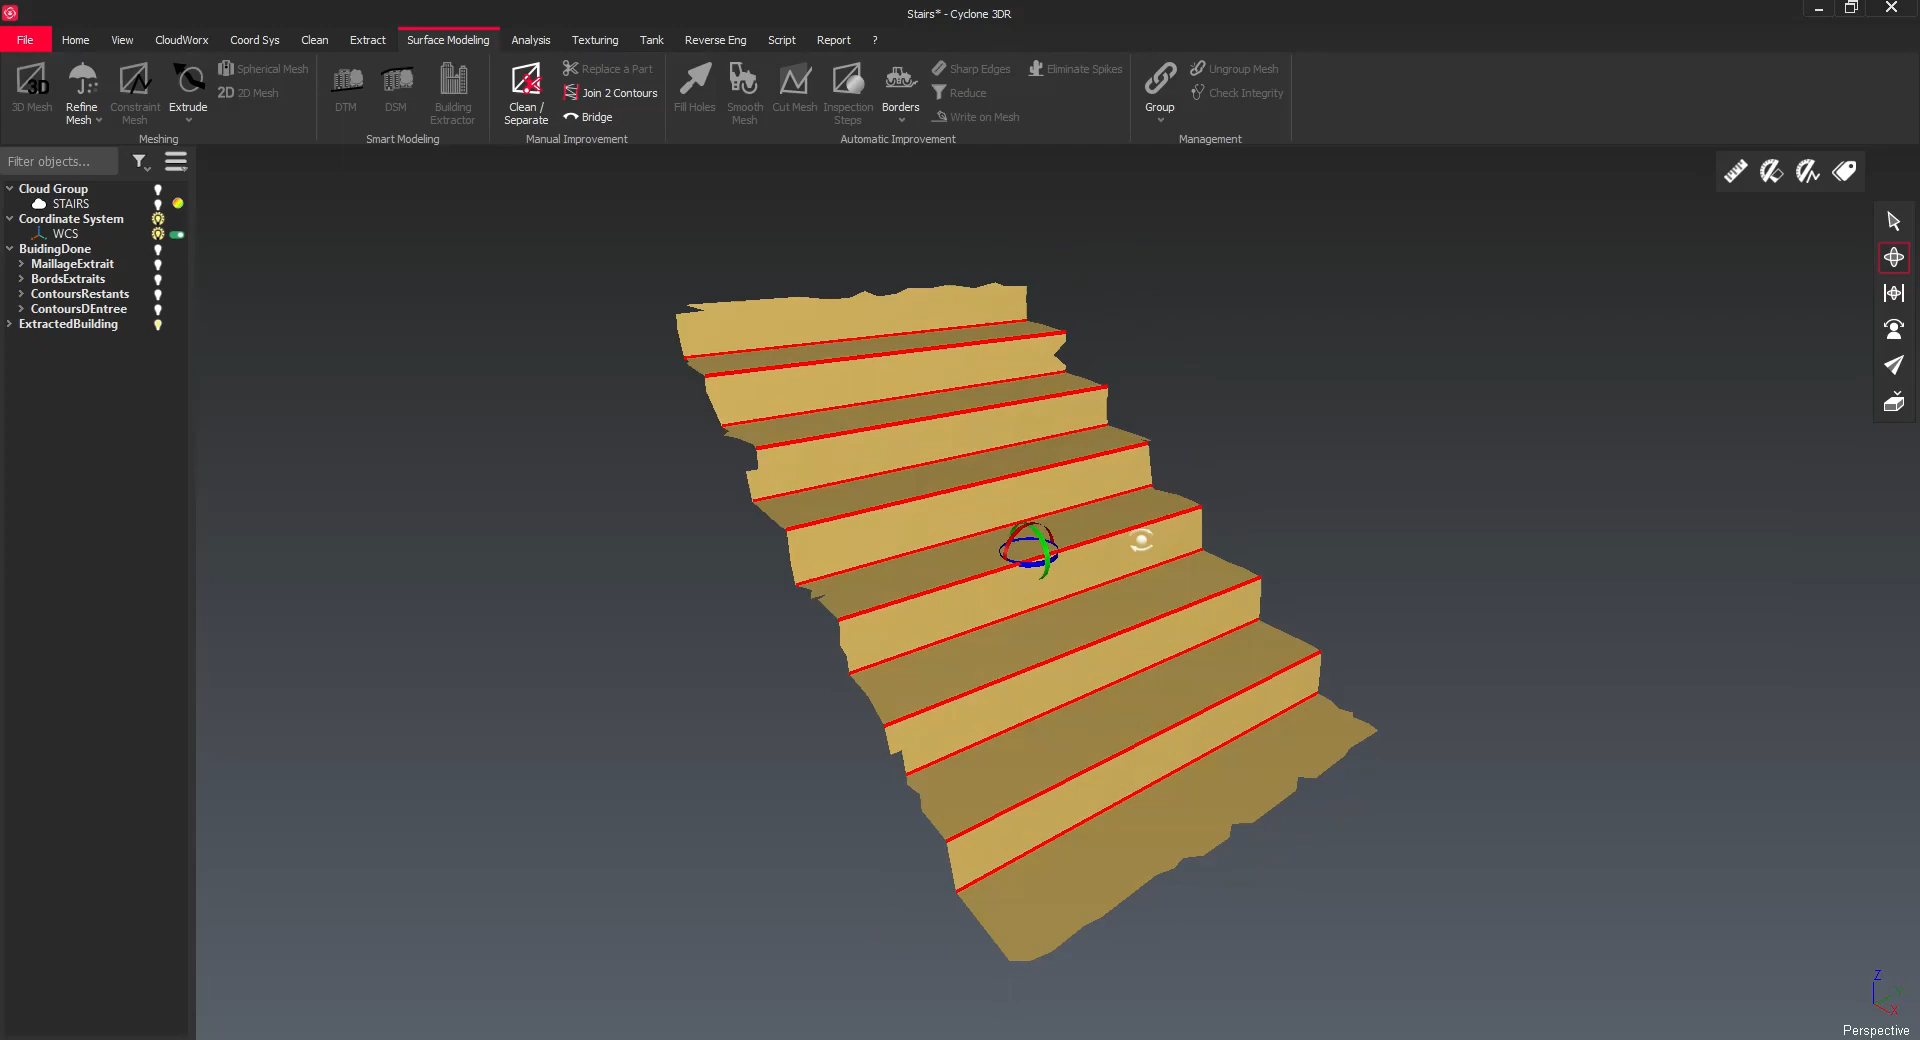 Stairs* - Cyclone 3DR
File Home View CloudWorx Coord Sys Clean Extract Surface Modeling Analysis Texturing Tank Reverse Eng Script Report ?
3D Mesh
Refine Mesh
Constraint Mesh
Extrude
Spherical Mesh
2D 2D Mesh
Meshing
DTM
DSM
Building Extractor
Smart Modeling
Clean / Separate
Replace a Part
Join 2 Contours
Bridge
Manual Improvement
Fill Holes
Smooth Mesh
Cut Mesh
Inspection Steps
Borders
Sharp Edges
Reduce
Write on Mesh
Eliminate Spikes
Automatic Improvement
Group
Ungroup Mesh
Check Integrity
Management
Filter objects...
Cloud Group
STAIRS
Coordinate System
WCS
BuidingDone
MaillageExtrait
BordsExtraits
ContoursRestants
ContoursDEntree
ExtractedBuilding
Z
X
Perspective